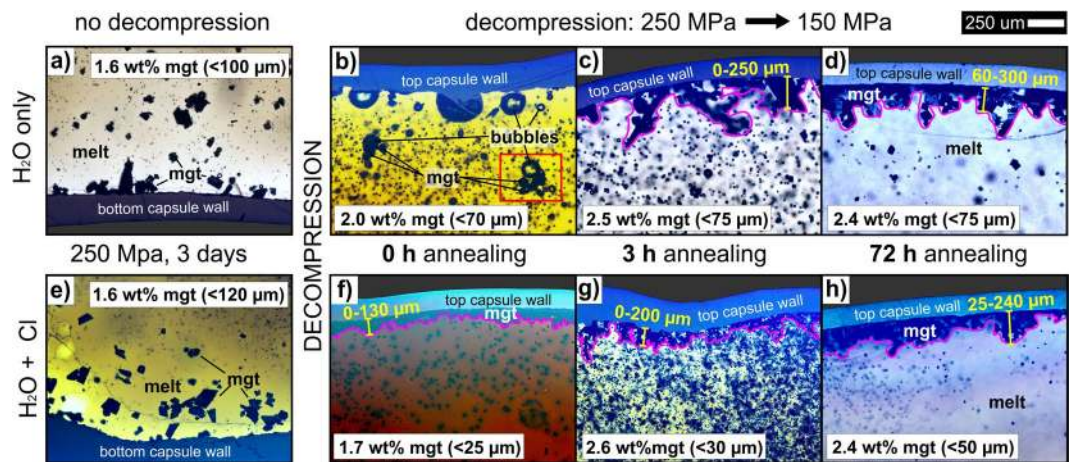 no decompression
decompression: 250 MPa → 150 MPa
250 um
H₂O only
a) 1.6 wt% mgt (<100 µm)
melt
mgt
bottom capsule wall
DECOMPRESSION
b)
top capsule wall
bubbles
mgt
2.0 wt% mgt (<70 µm)
c)
top capsule wall
0-250 µm
2.5 wt% mgt (<75 µm)
d)
top capsule wall
60-300 µm
mgt
melt
2.4 wt% mgt (<75 µm)
250 Mpa, 3 days
0 h annealing
3 h annealing
72 h annealing
H₂O + Cl
e) 1.6 wt% mgt (<120 µm)
melt
mgt
bottom capsule wall
f)
top capsule wall
0-130 µm
mgt
1.7 wt% mgt (<25 µm)
g)
0-200 µm
top capsule wall
mgt
2.6 wt%mgt (<30 µm)
h)
top capsule wall
25-240 µm
mgt
melt
2.4 wt% mgt (<50 µm)